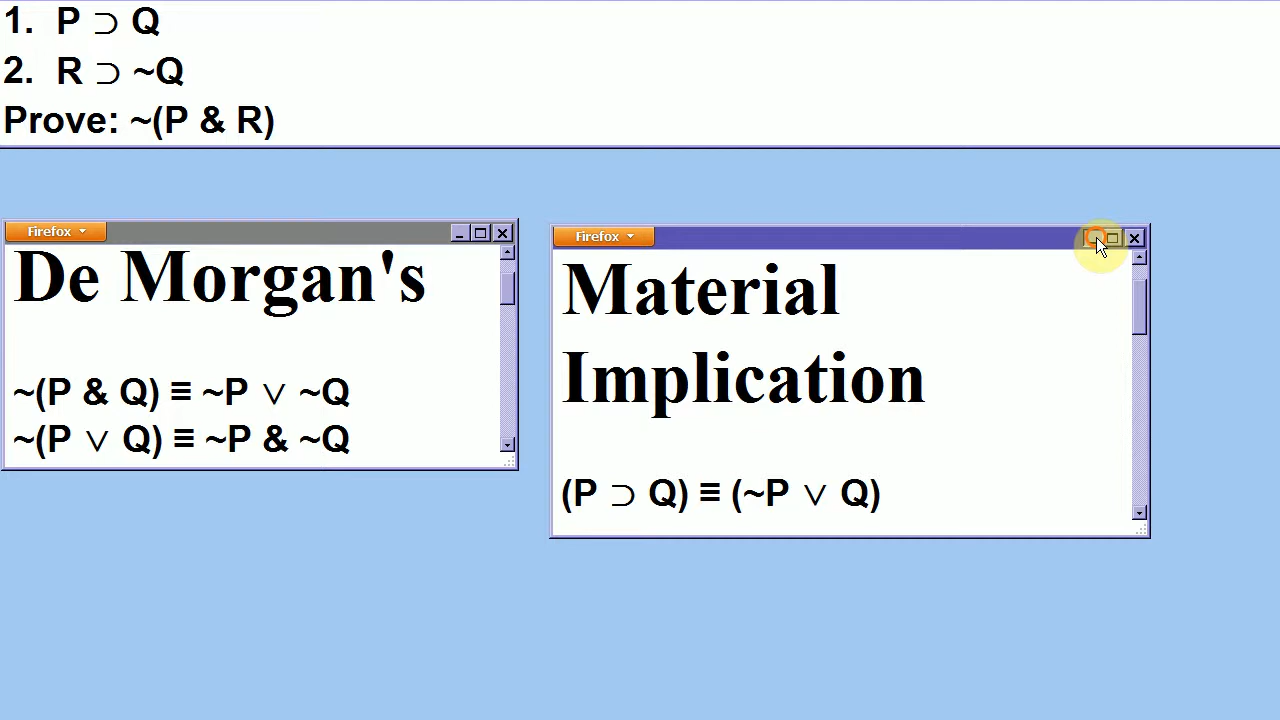 1. P ⊃ Q
2. R ⊃ ~Q
Prove: ~(P & R)
Firefox
De Morgan's
~(P & Q) ≡ ~P ∨ ~Q
~(P ∨ Q) ≡ ~P & ~Q
Firefox
Material
Implication
(P ⊃ Q) ≡ (~P ∨ Q)